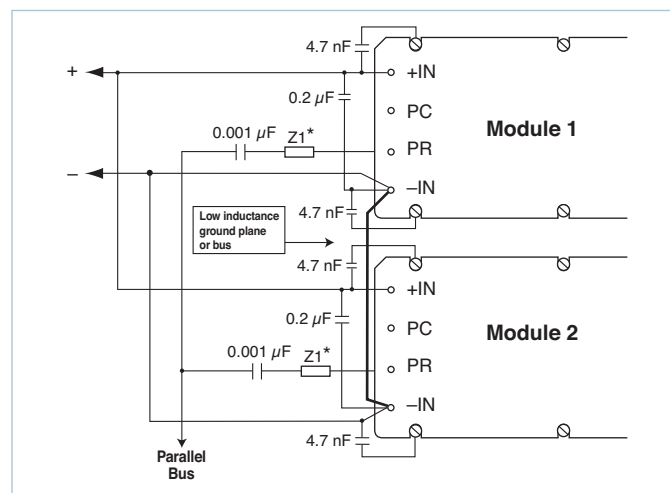 4.7 nF
+
+IN
0.2 µF
PC
Module 1
0.001 µF
Z1*
PR
–
–IN
4.7 nF
Low inductance
ground plane
or bus
4.7 nF
+IN
0.2 µF
PC
Module 2
0.001 µF
Z1*
PR
–IN
4.7 nF
Parallel
Bus